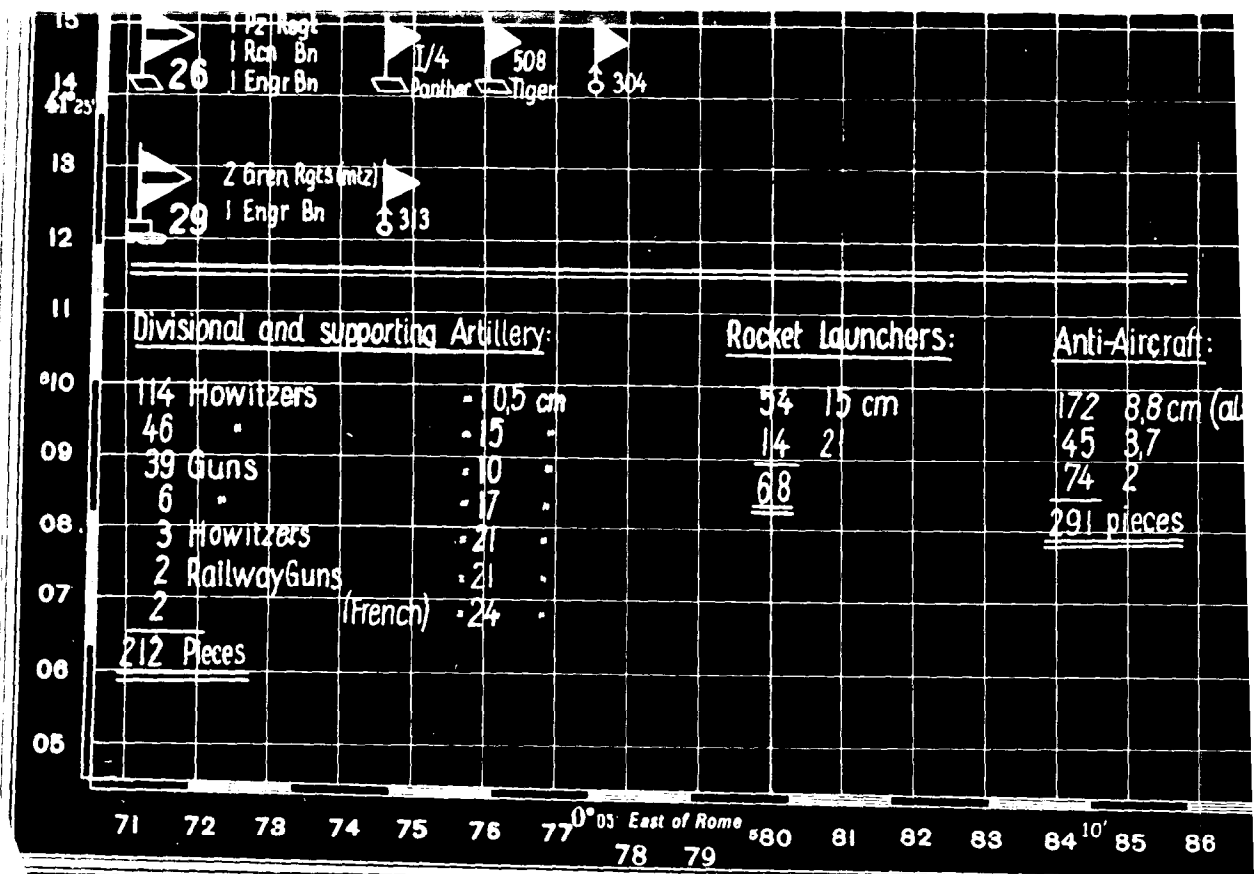 15
1 Pz Regt
1 Rcn Bn
14 26 1 Engr Bn I/4 Panther 508 Tiger 304
41° 25'
13
2 Gren Rgts (mtz)
29 1 Engr Bn 313
12
11
Divisional and supporting Artillery: Rocket Launchers: Anti-Aircraft:
⁶10
114 Howitzers " 10,5 cm 54 15 cm 172 8,8 cm (al
46 " " 15 " 14 21 45 3,7
09
39 Guns " 10 " 68 74 2
6 " " 17 " 291 pieces
08
3 Howitzers " 21 "
2 Railway Guns " 21 "
07
2 (French) " 24 "
212 Pieces
06
05
71 72 73 74 75 76 77 0° 05' East of Rome ⁵80 81 82 83 84 10' 85 86
78 79